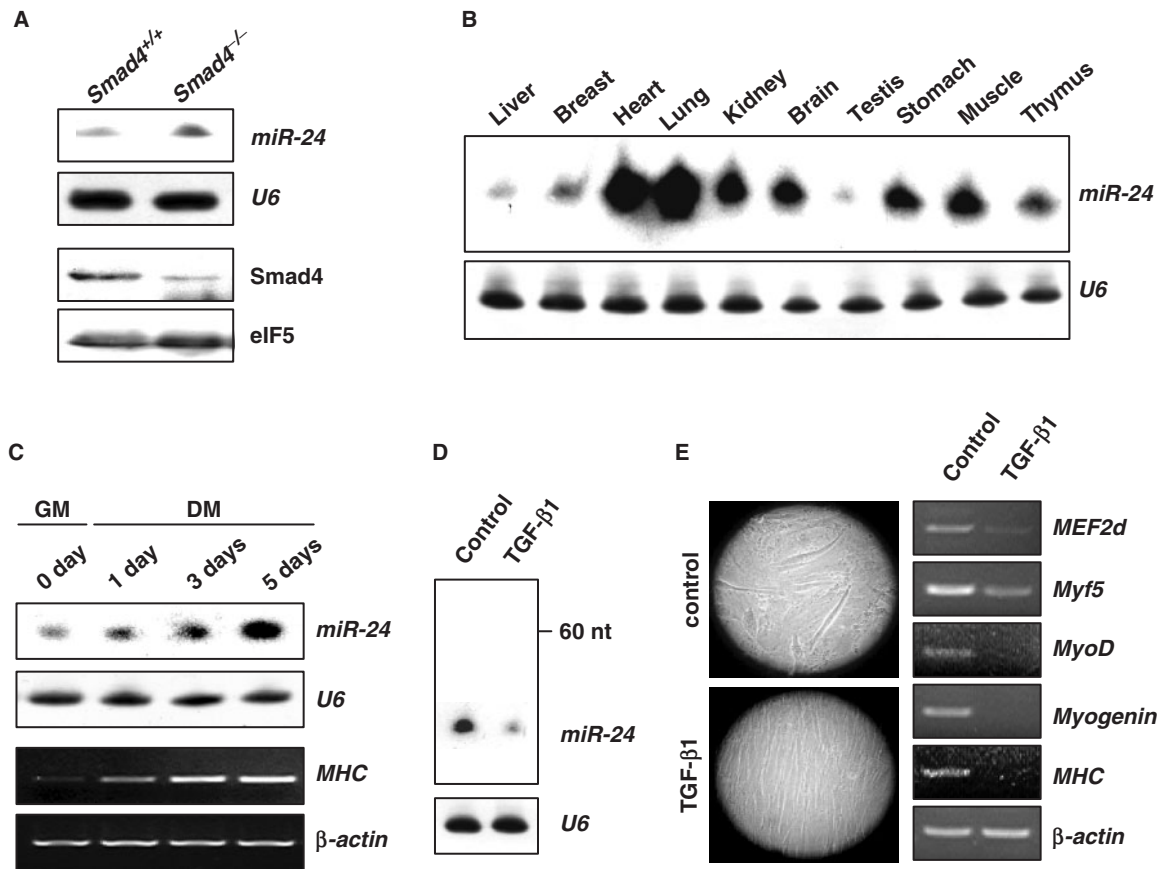 A
Smad4+/+ Smad4–/–
miR-24
U6
Smad4
eIF5
B
Liver Breast Heart Lung Kidney Brain Testis Stomach Muscle Thymus
miR-24
U6
C
GM DM
0 day 1 day 3 days 5 days
miR-24
U6
MHC
β-actin
D
Control TGF-β1
60 nt
miR-24
U6
E
control
TGF-β1
Control TGF-β1
MEF2d
Myf5
MyoD
Myogenin
MHC
β-actin